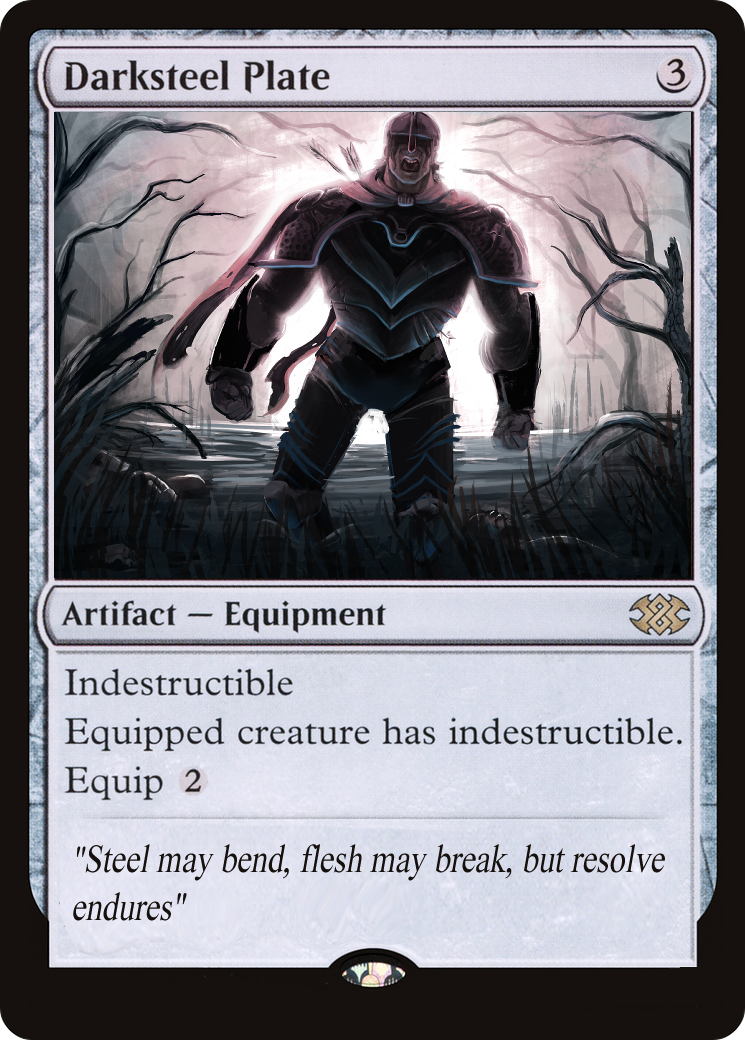 Darksteel Plate 3
Artifact — Equipment
Indestructible
Equipped creature has indestructible.
Equip 2
"Steel may bend, flesh may break, but resolve
endures"